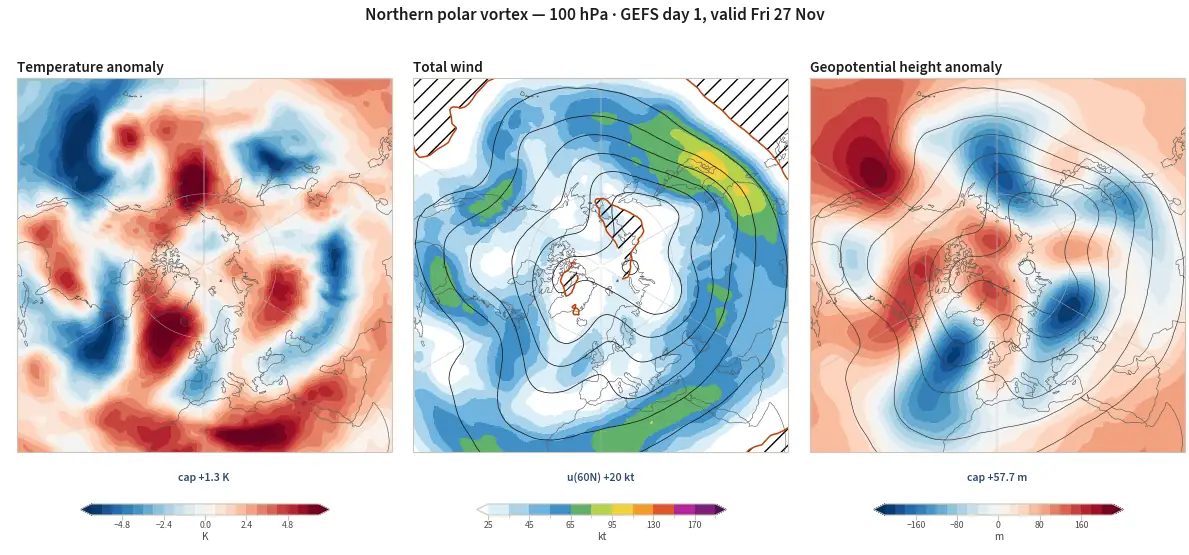 Northern polar vortex — 100 hPa · GEFS day 1, valid Fri 27 Nov
Temperature anomaly
Total wind
Geopotential height anomaly
cap +1.3 K
u(60N) +20 kt
cap +57.7 m
−4.8 −2.4 0.0 2.4 4.8
K
25 45 65 95 130 170
kt
−160 −80 0 80 160
m